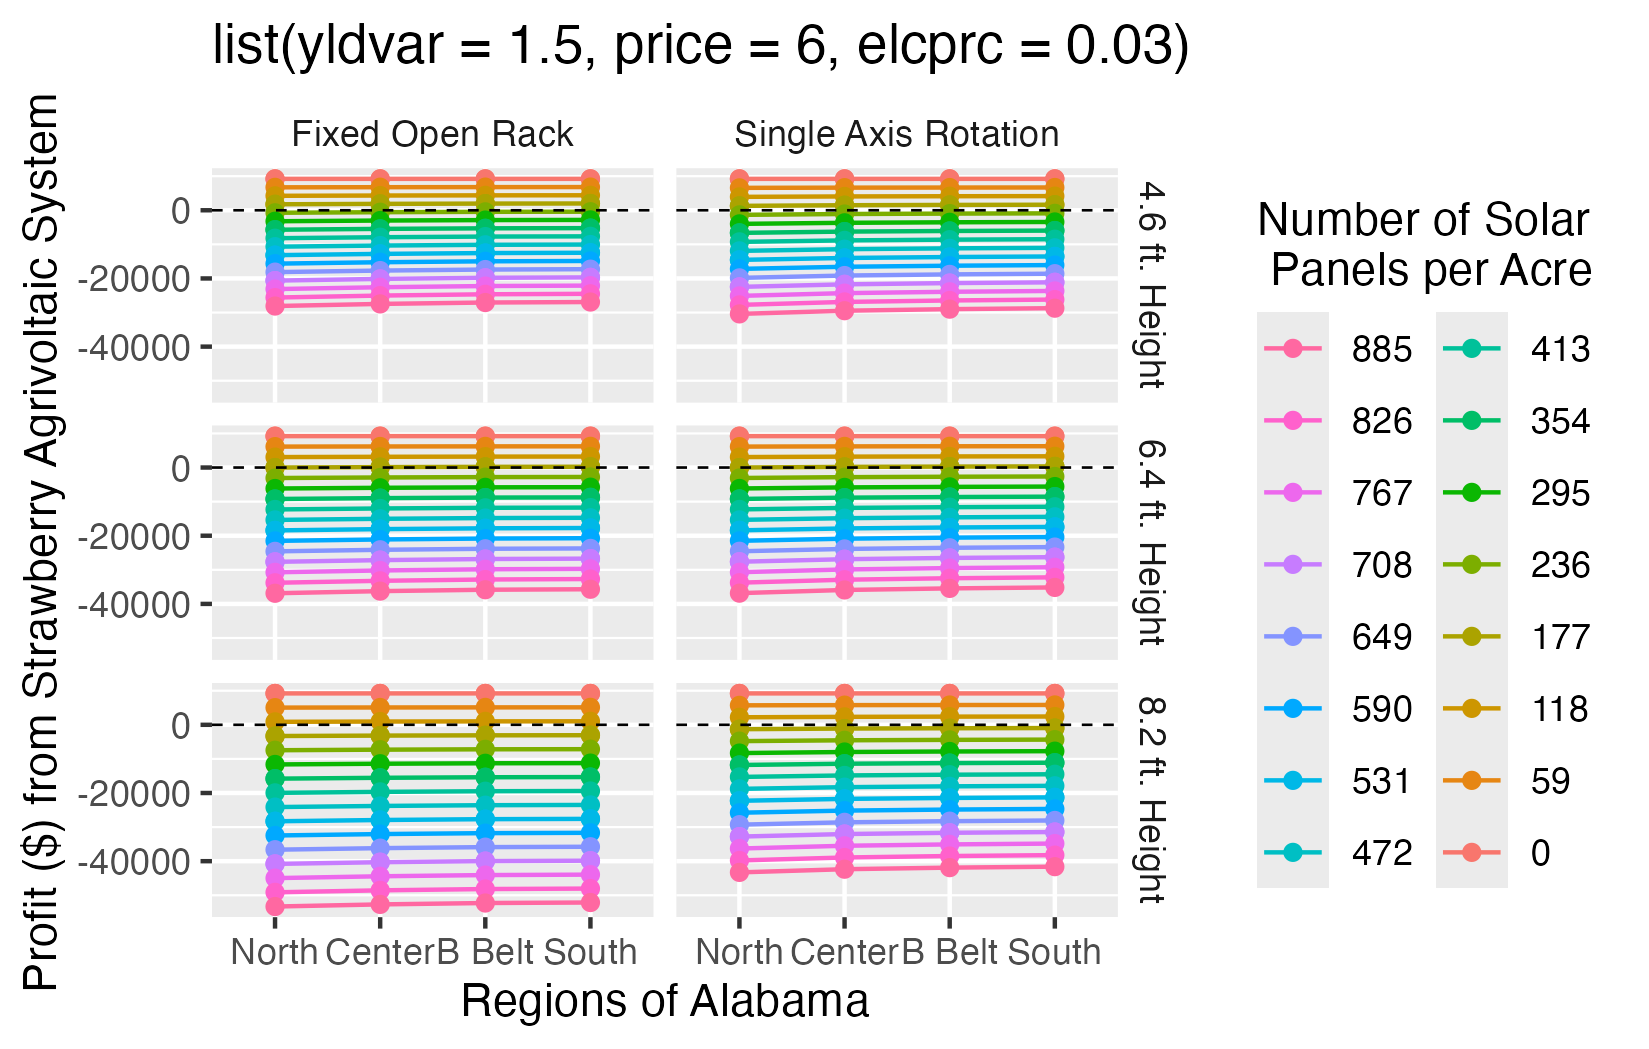 list(yldvar = 1.5, price = 6, elcprc = 0.03)
Profit ($) from Strawberry Agrivoltaic System
Fixed Open Rack
Single Axis Rotation
0
-20000
-40000
4.6 ft. Height
0
-20000
-40000
6.4 ft. Height
0
-20000
-40000
8.2 ft. Height
North Center B Belt South
North Center B Belt South
Regions of Alabama
Number of Solar
Panels per Acre
885
826
767
708
649
590
531
472
413
354
295
236
177
118
59
0